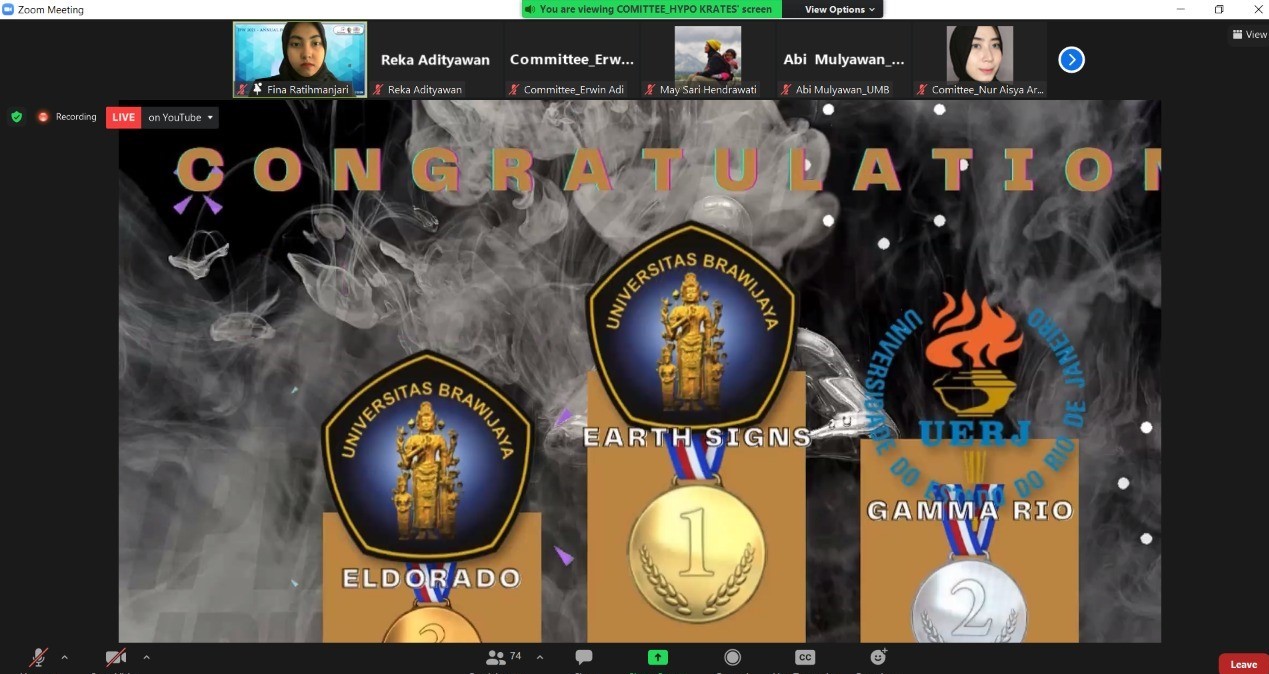 Zoom Meeting
You are viewing COMITTEE_HYPO KRATES' screen
View Options
View
Reka Adityawan
Committee_Erw...
Abi Mulyawan_...
Fina Ratihmanjari
Reka Adityawan
Committee_Erwin Adi
May Sari Hendrawati
Abi Mulyawan_UMB
Comittee_Nur Aisya Ar...
Recording
LIVE
on YouTube
CONGRATULATION
UNIVERSITAS BRAWIJAYA
EARTH SIGNS
1
UNIVERSIDADE DO ESTADO DO RIO DE JANEIRO
UERJ
GAMMA RIO
2
UNIVERSITAS BRAWIJAYA
ELDORADO
74
CC
Leave